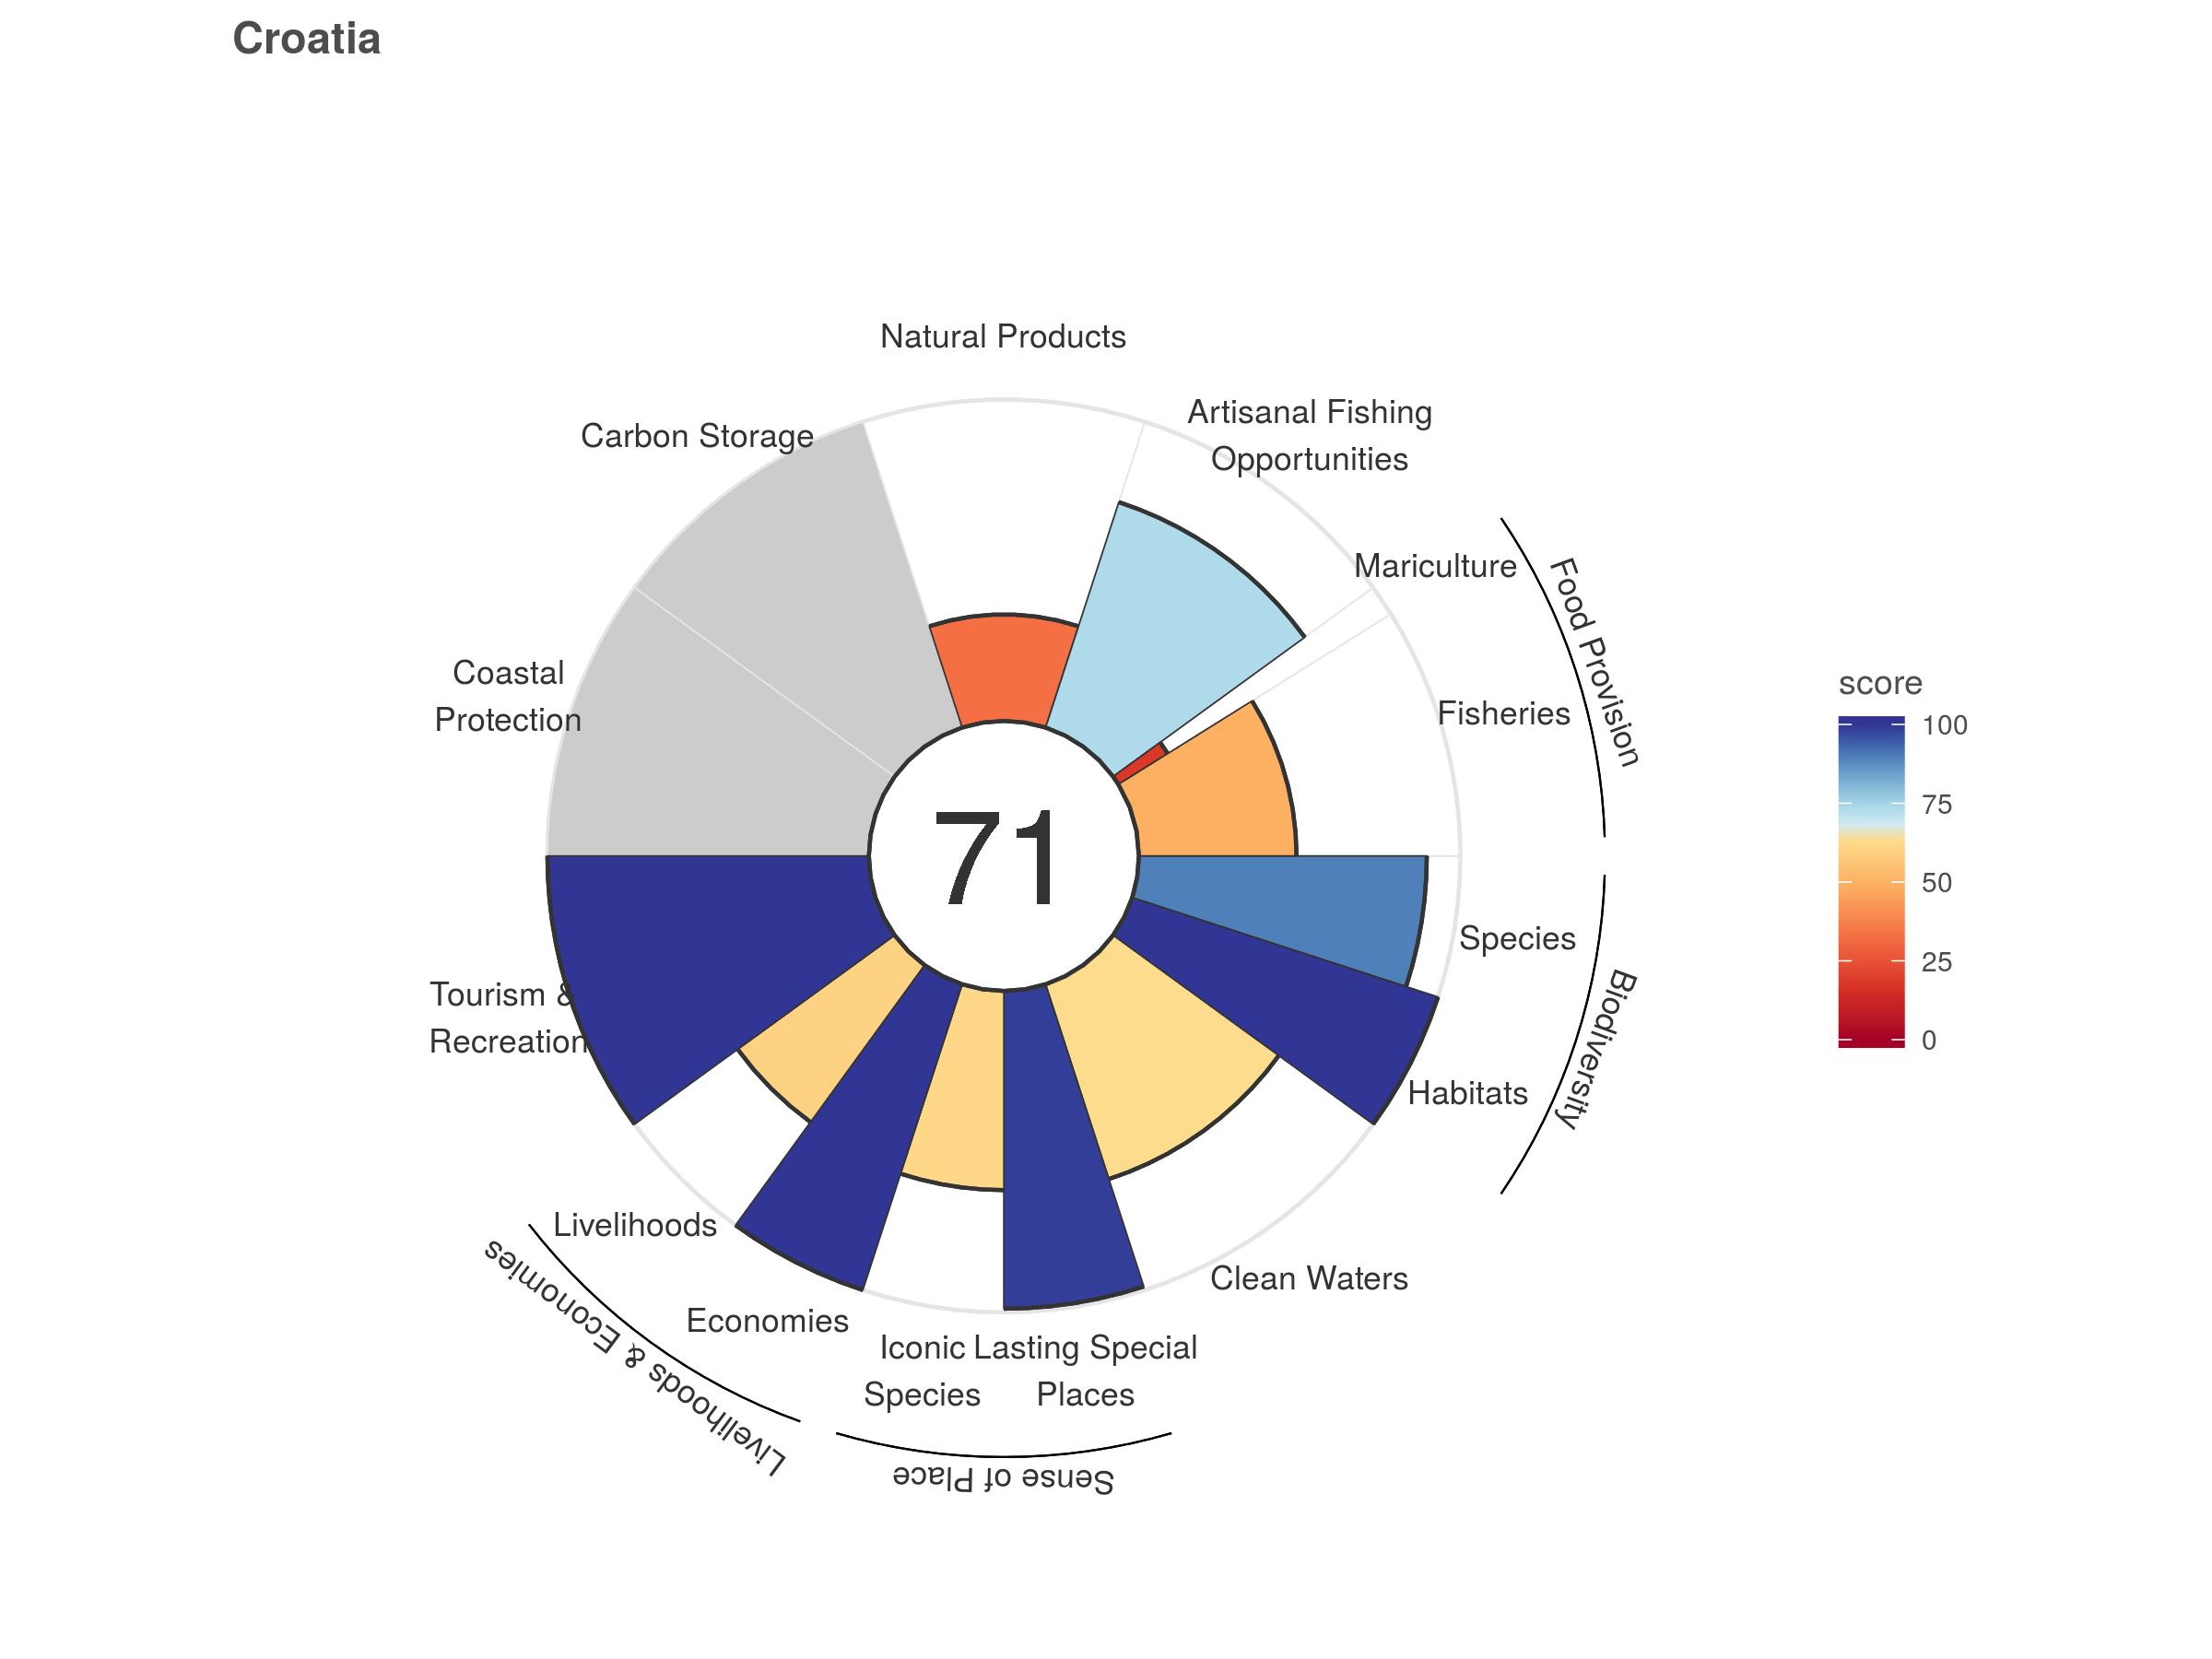 Croatia
Natural Products
Artisanal Fishing
Opportunities
Carbon Storage
Mariculture
Food Provision
Coastal
Protection
Fisheries
score
100
75
50
25
0
71
Species
Biodiversity
Tourism &
Recreation
Habitats
Livelihoods
Clean Waters
Economies
Livelihoods & Economies
Iconic
Species
Lasting Special
Places
Sense of Place